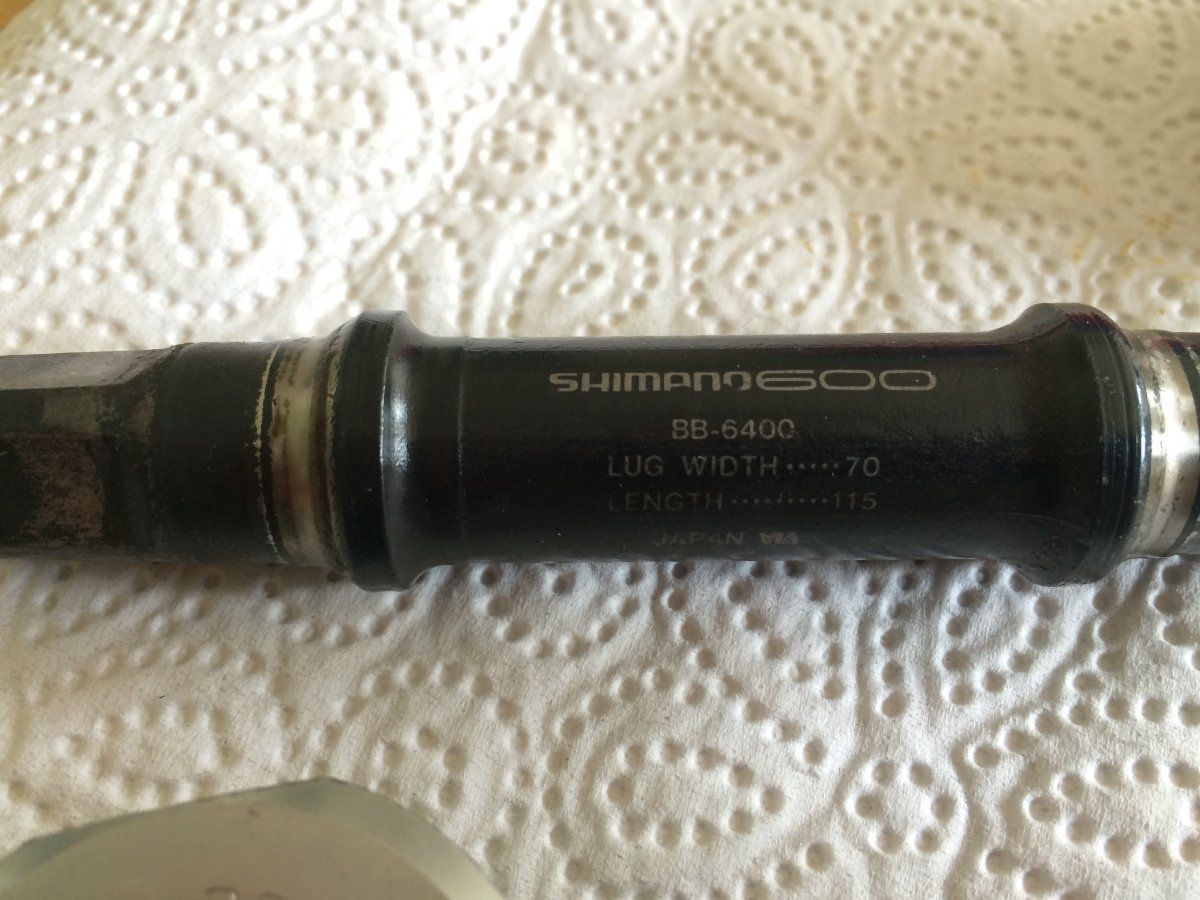 SHIMANO 600
BB-6400
LUG WIDTH·····70
LENGTH·········115
JAPAN